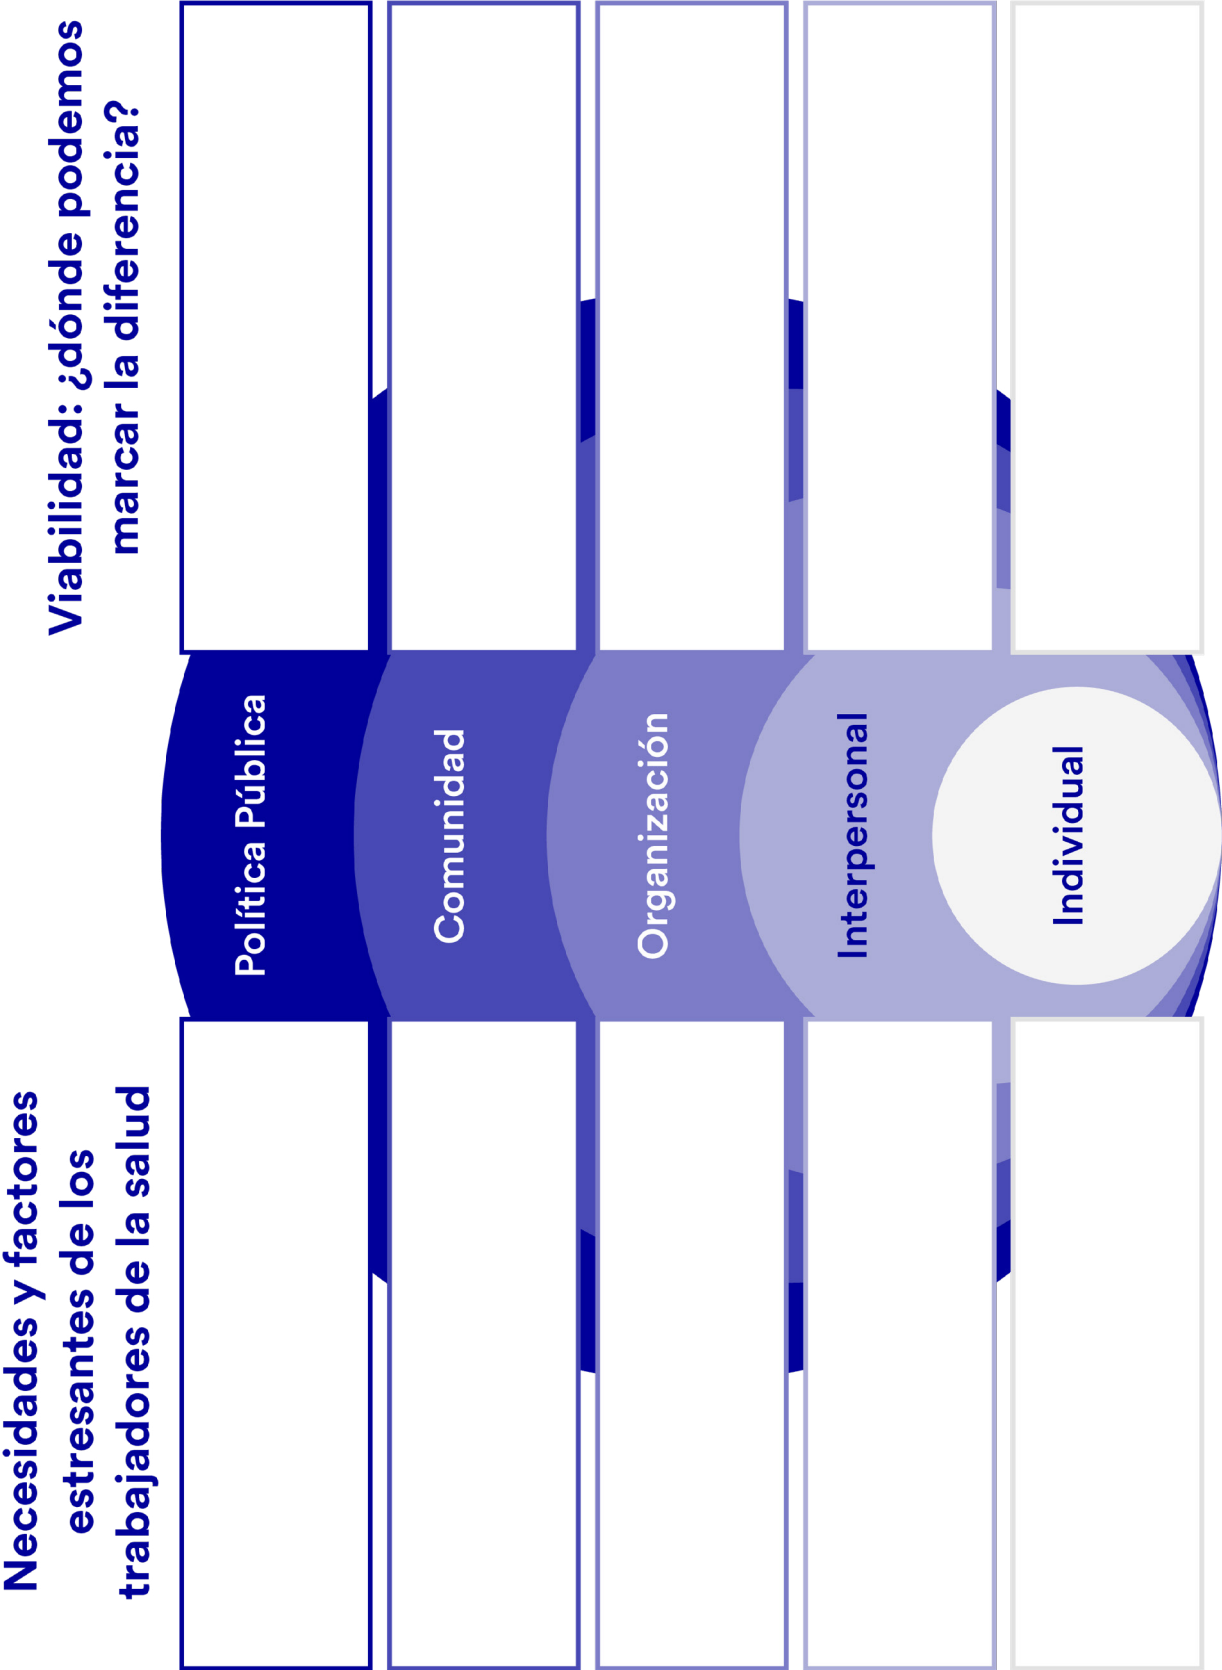 Necesidades y factores
estresantes de los
trabajadores de la salud
Viabilidad: ¿dónde podemos
marcar la diferencia?
Política Pública
Comunidad
Organización
Interpersonal
Individual